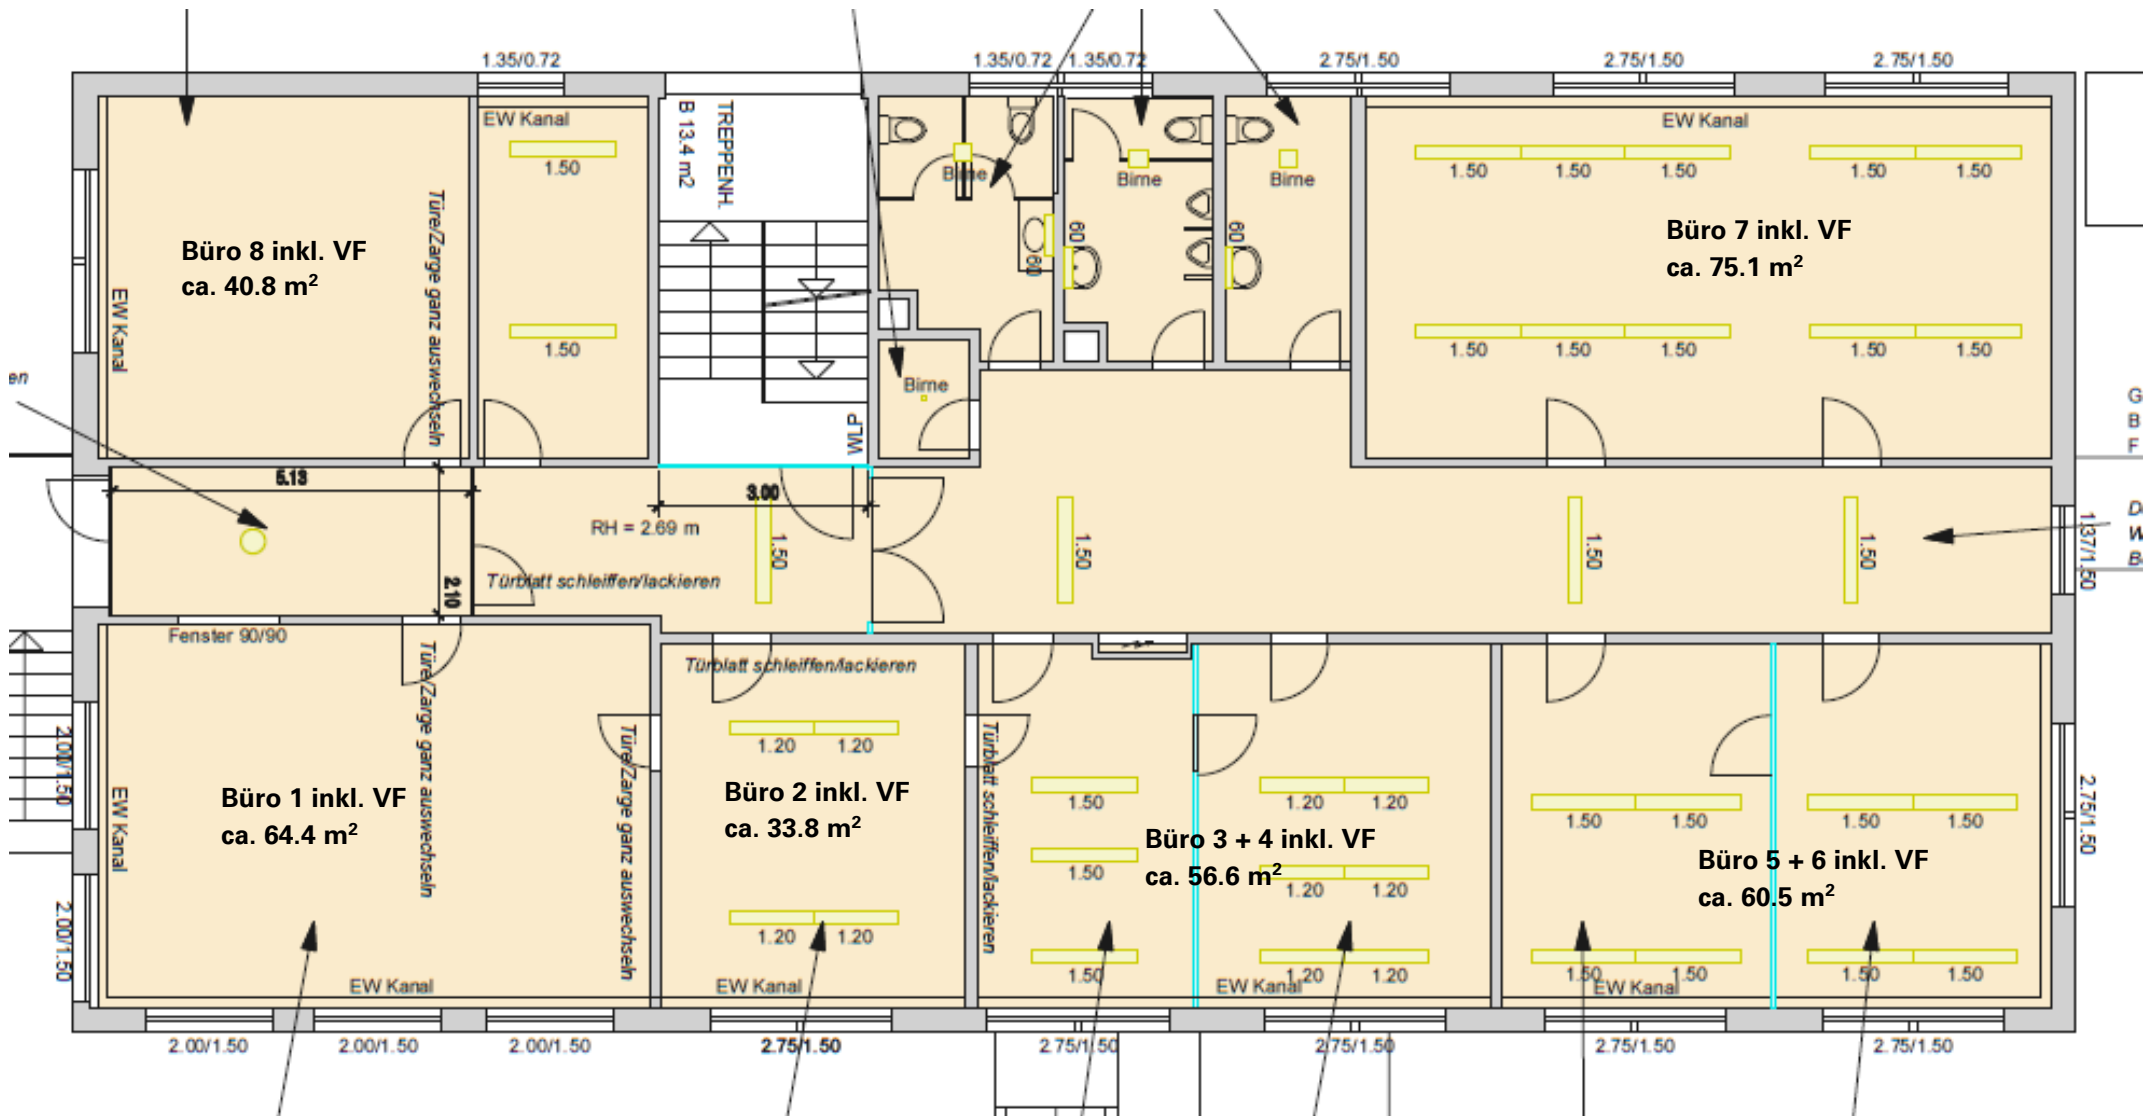 1.35/0.72
1.35/0.72
1.35/0.72
2.75/1.50
2.75/1.50
2.75/1.50
EW Kanal
1.50
1.50
TREPPENH.
B 13.4 m2
Birne
Birne
Birne
60
60
60
EW Kanal
1.50
1.50
1.50
1.50
1.50
Büro 8 inkl. VF
ca. 40.8 m²
EW Kanal
Türe/Zarge ganz auswechseln
Büro 7 inkl. VF
ca. 75.1 m²
1.50
1.50
1.50
1.50
1.50
en
Birne
WLP
G
B
F
5.13
3.00
RH = 2.69 m
2.10
Türblatt schleiffen/lackieren
1.50
1.50
1.50
1.50
1.37/1.50
D
W
B
Fenster 90/90
Türe/Zarge ganz auswechseln
Türe/Zarge ganz auswechseln
Türblatt schleiffen/lackieren
Türblatt schleiffen/lackieren
2.00/1.50
2.00/1.50
EW Kanal
Büro 1 inkl. VF
ca. 64.4 m²
1.20
1.20
Büro 2 inkl. VF
ca. 33.8 m²
1.20
1.20
1.50
1.50
1.50
1.20
1.20
Büro 3 + 4 inkl. VF
ca. 56.6 m²
1.20
1.20
1.20
1.20
1.50
1.50
1.50
1.50
Büro 5 + 6 inkl. VF
ca. 60.5 m²
1.50
1.50
1.50
1.50
2.75/1.50
EW Kanal
EW Kanal
EW Kanal
EW Kanal
2.00/1.50
2.00/1.50
2.00/1.50
2.75/1.50
2.75/1.50
2.75/1.50
2.75/1.50
2.75/1.50